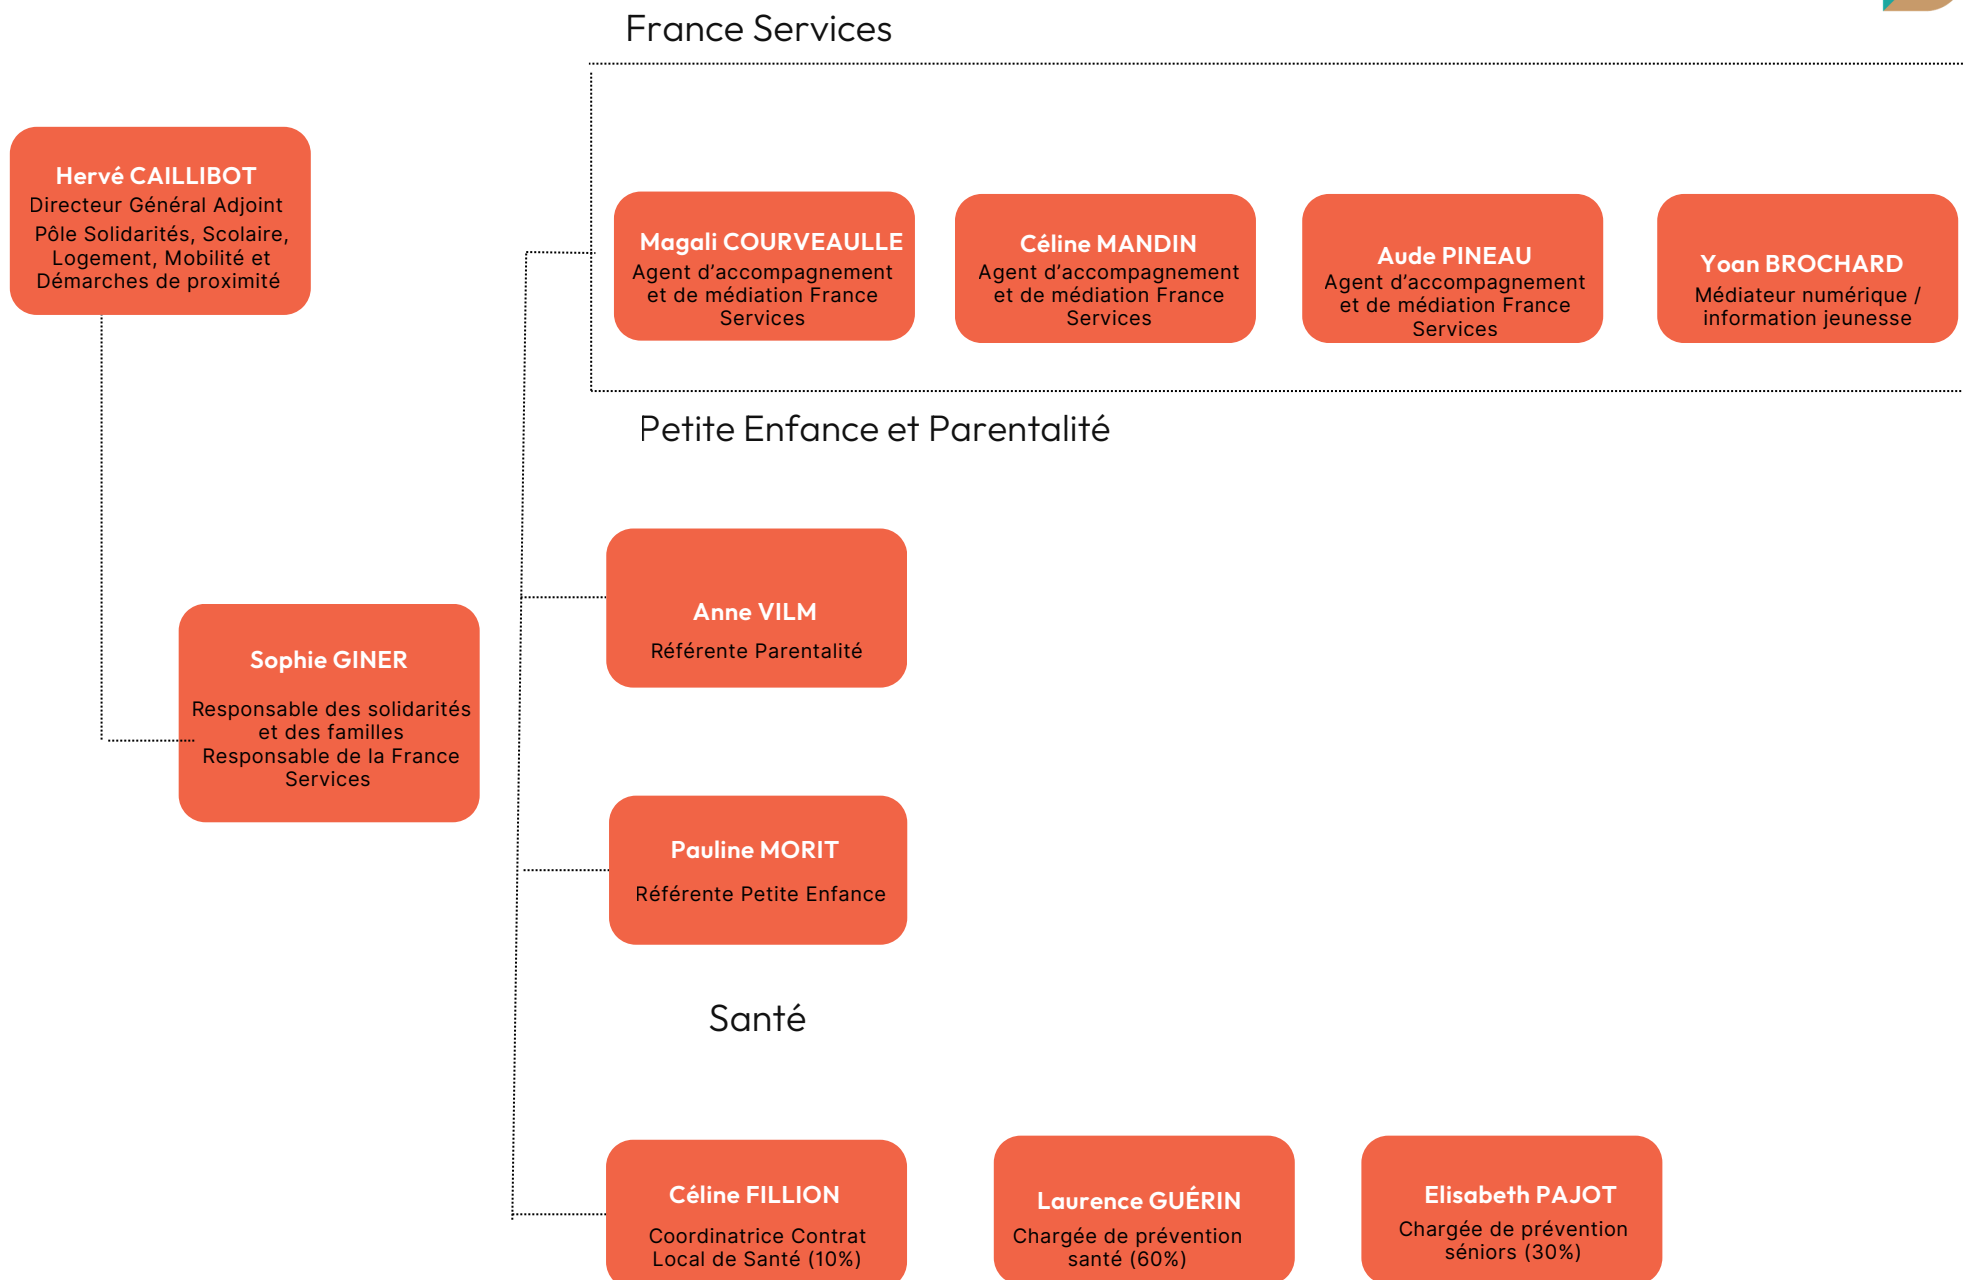 France Services
Hervé CAILLIBOT
Directeur Général Adjoint
Pôle Solidarités, Scolaire,
Logement, Mobilité et
Démarches de proximité
Magali COURVEAULLE
Agent d’accompagnement
et de médiation France
Services
Céline MANDIN
Agent d’accompagnement
et de médiation France
Services
Aude PINEAU
Agent d’accompagnement
et de médiation France
Services
Yoan BROCHARD
Médiateur numérique /
information jeunesse
Petite Enfance et Parentalité
Anne VILM
Référente Parentalité
Sophie GINER
Responsable des solidarités
et des familles
Responsable de la France
Services
Pauline MORIT
Référente Petite Enfance
Santé
Céline FILLION
Coordinatrice Contrat
Local de Santé (10%)
Laurence GUÉRIN
Chargée de prévention
santé (60%)
Elisabeth PAJOT
Chargée de prévention
séniors (30%)